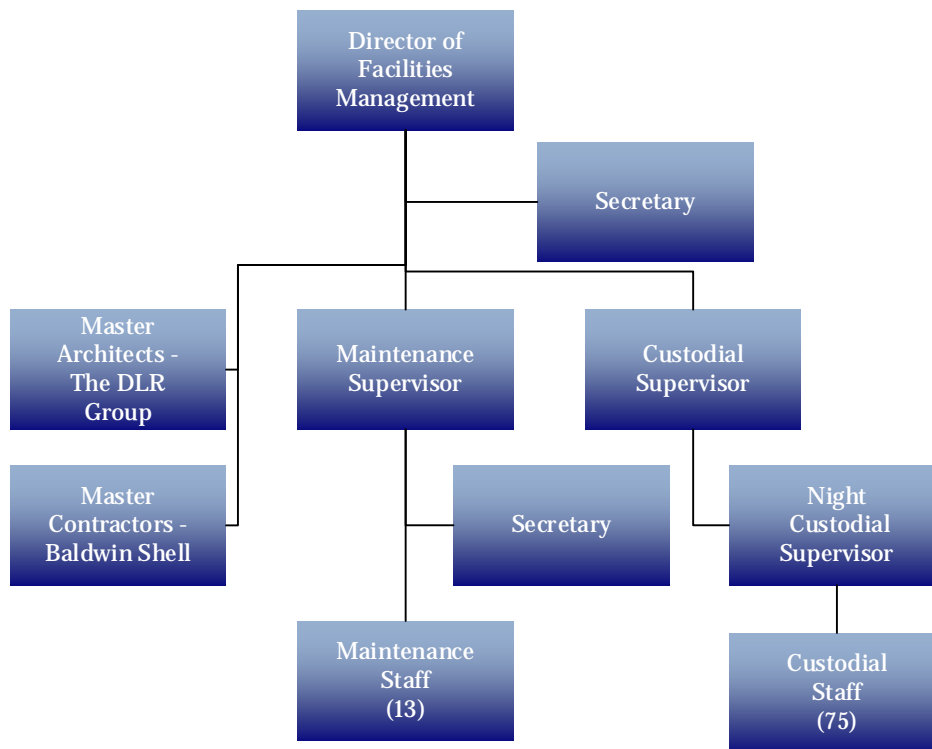 Director of
Facilities
Management
Secretary
Master
Architects -
The DLR
Group
Maintenance
Supervisor
Custodial
Supervisor
Master
Contractors -
Baldwin Shell
Secretary
Night
Custodial
Supervisor
Maintenance
Staff
(13)
Custodial
Staff
(75)